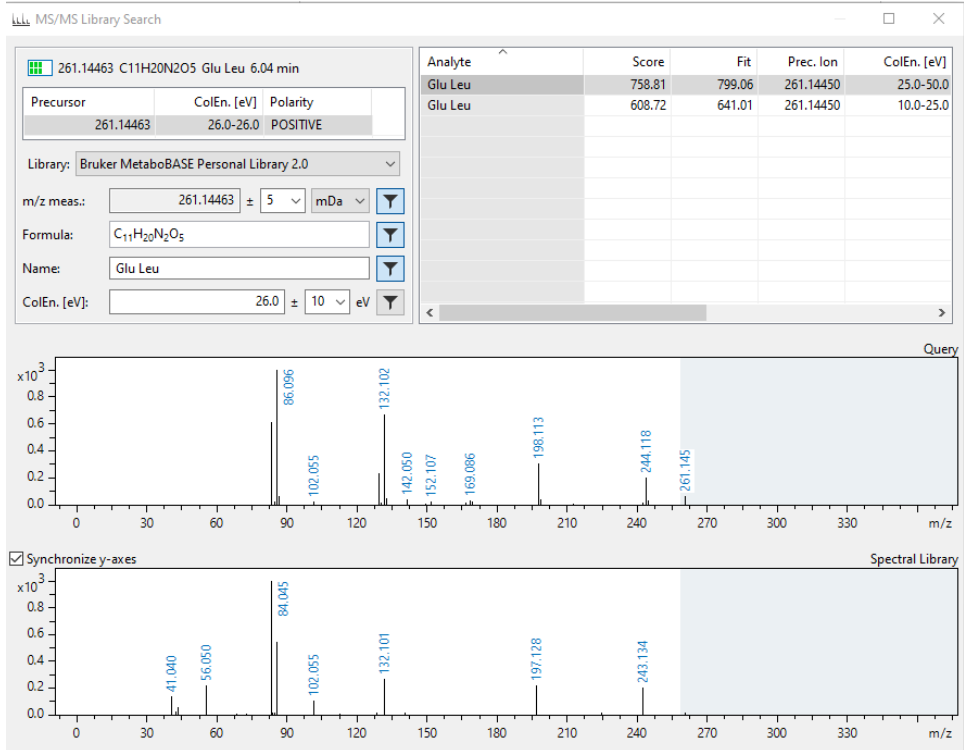 MS/MS Library Search
261.14463 C11H20N2O5 Glu Leu 6.04 min
Precursor ColEn. [eV] Polarity
261.14463 26.0-26.0 POSITIVE
Library: Bruker MetaboBASE Personal Library 2.0
m/z meas.: 261.14463 ± 5 mDa
Formula: C₁₁H₂₀N₂O₅
Name: Glu Leu
ColEn. [eV]: 26.0 ± 10 eV
Analyte Score Fit Prec. Ion ColEn. [eV]
Glu Leu 758.81 799.06 261.14450 25.0-50.0
Glu Leu 608.72 641.01 261.14450 10.0-25.0
Query
x10³
0.8
0.6
0.4
0.2
0.0
86.096
102.055
132.102
142.050
152.107
169.086
198.113
244.118
261.145
0 30 60 90 120 150 180 210 240 270 300 330 m/z
Synchronize y-axes Spectral Library
x10³
0.8
0.6
0.4
0.2
0.0
41.040
56.050
84.045
102.055
132.101
197.128
243.134
0 30 60 90 120 150 180 210 240 270 300 330 m/z